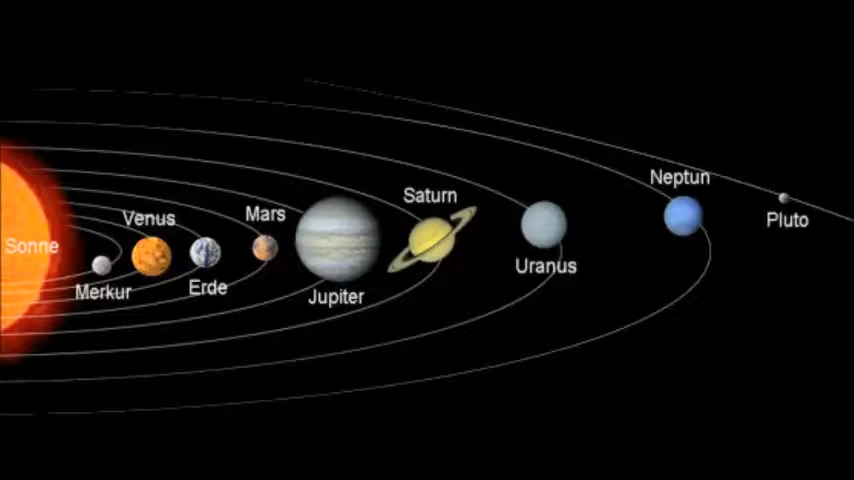 Sonne
Merkur
Venus
Erde
Mars
Jupiter
Saturn
Uranus
Neptun
Pluto